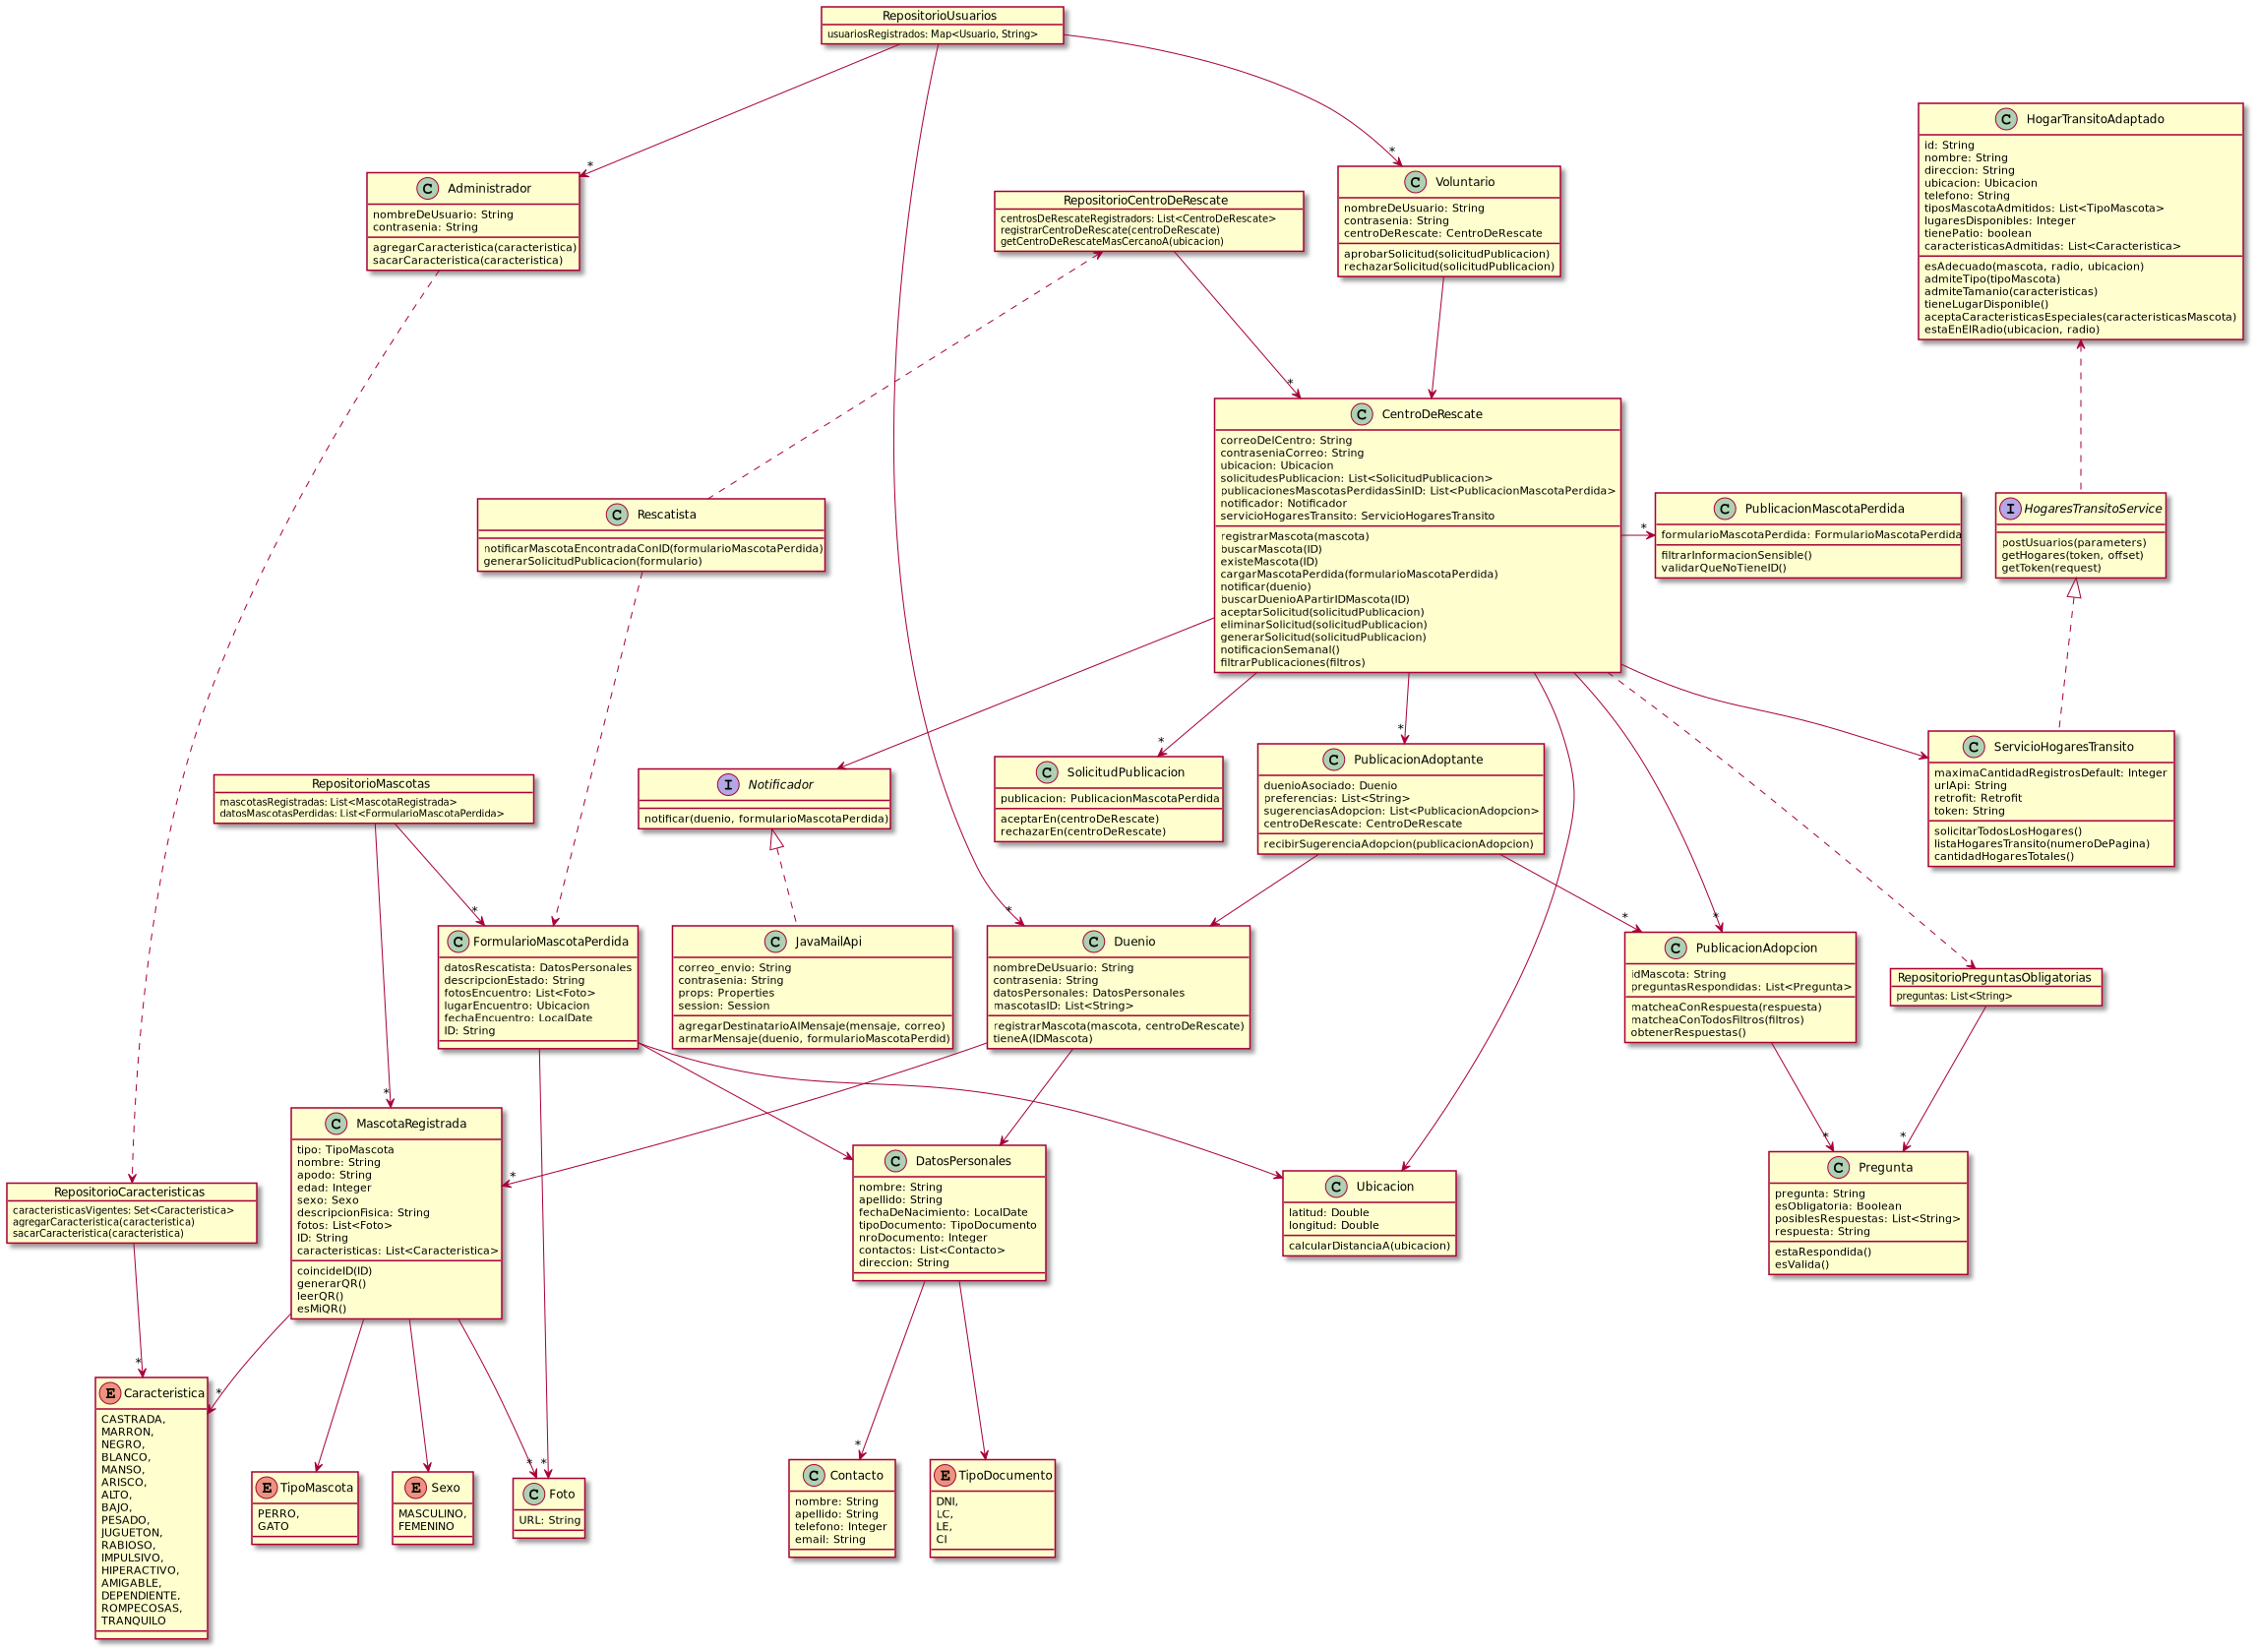 RepositorioUsuarios
usuariosRegistrados: Map<Usuario, String>
*
*
*
C Administrador
nombreDeUsuario: String
contrasenia: String
agregarCaracteristica(caracteristica)
sacarCaracteristica(caracteristica)
RepositorioCentroDeRescate
centrosDeRescateRegistradors: List<CentroDeRescate>
registrarCentroDeRescate(centroDeRescate)
getCentroDeRescateMasCercanoA(ubicacion)
C Voluntario
nombreDeUsuario: String
contrasenia: String
centroDeRescate: CentroDeRescate
aprobarSolicitud(solicitudPublicacion)
rechazarSolicitud(solicitudPublicacion)
C HogarTransitoAdaptado
id: String
nombre: String
direccion: String
ubicacion: Ubicacion
telefono: String
tiposMascotaAdmitidos: List<TipoMascota>
lugaresDisponibles: Integer
tienePatio: boolean
caracteristicasAdmitidas: List<Caracteristica>
esAdecuado(mascota, radio, ubicacion)
admiteTipo(tipoMascota)
admiteTamanio(caracteristicas)
tieneLugarDisponible()
aceptaCaracteristicasEspeciales(caracteristicasMascota)
estaEnElRadio(ubicacion, radio)
*
C CentroDeRescate
correoDelCentro: String
contraseniaCorreo: String
ubicacion: Ubicacion
solicitudesPublicacion: List<SolicitudPublicacion>
publicacionesMascotasPerdidasSinID: List<PublicacionMascotaPerdida>
notificador: Notificador
servicioHogaresTransito: ServicioHogaresTransito
registrarMascota(mascota)
buscarMascota(ID)
existeMascota(ID)
cargarMascotaPerdida(formularioMascotaPerdida)
notificar(duenio)
buscarDuenioAPartirIDMascota(ID)
aceptarSolicitud(solicitudPublicacion)
eliminarSolicitud(solicitudPublicacion)
generarSolicitud(solicitudPublicacion)
notificacionSemanal()
filtrarPublicaciones(filtros)
C Rescatista
notificarMascotaEncontradaConID(formularioMascotaPerdida)
generarSolicitudPublicacion(formulario)
*
C PublicacionMascotaPerdida
formularioMascotaPerdida: FormularioMascotaPerdida
filtrarInformacionSensible()
validarQueNoTieneID()
I HogaresTransitoService
postUsuarios(parameters)
getHogares(token, offset)
getToken(request)
RepositorioMascotas
mascotasRegistradas: List<MascotaRegistrada>
datosMascotasPerdidas: List<FormularioMascotaPerdida>
I Notificador
notificar(duenio, formularioMascotaPerdida)
*
C SolicitudPublicacion
publicacion: PublicacionMascotaPerdida
aceptarEn(centroDeRescate)
rechazarEn(centroDeRescate)
*
C PublicacionAdoptante
duenioAsociado: Duenio
preferencias: List<String>
sugerenciasAdopcion: List<PublicacionAdopcion>
centroDeRescate: CentroDeRescate
recibirSugerenciaAdopcion(publicacionAdopcion)
C ServicioHogaresTransito
maximaCantidadRegistrosDefault: Integer
urlApi: String
retrofit: Retrofit
token: String
solicitarTodosLosHogares()
listaHogaresTransito(numeroDePagina)
cantidadHogaresTotales()
*
C FormularioMascotaPerdida
datosRescatista: DatosPersonales
descripcionEstado: String
fotosEncuentro: List<Foto>
lugarEncuentro: Ubicacion
fechaEncuentro: LocalDate
ID: String
C JavaMailApi
correo_envio: String
contrasenia: String
props: Properties
session: Session
agregarDestinatarioAlMensaje(mensaje, correo)
armarMensaje(duenio, formularioMascotaPerdid)
*
C Duenio
nombreDeUsuario: String
contrasenia: String
datosPersonales: DatosPersonales
mascotasID: List<String>
registrarMascota(mascota, centroDeRescate)
tieneA(IDMascota)
*
*
C PublicacionAdopcion
idMascota: String
preguntasRespondidas: List<Pregunta>
matcheaConRespuesta(respuesta)
matcheaConTodosFiltros(filtros)
obtenerRespuestas()
RepositorioPreguntasObligatorias
preguntas: List<String>
*
C MascotaRegistrada
tipo: TipoMascota
nombre: String
apodo: String
edad: Integer
sexo: Sexo
descripcionFisica: String
fotos: List<Foto>
ID: String
caracteristicas: List<Caracteristica>
coincideID(ID)
generarQR()
leerQR()
esMiQR()
*
RepositorioCaracteristicas
caracteristicasVigentes: Set<Caracteristica>
agregarCaracteristica(caracteristica)
sacarCaracteristica(caracteristica)
C DatosPersonales
nombre: String
apellido: String
fechaDeNacimiento: LocalDate
tipoDocumento: TipoDocumento
nroDocumento: Integer
contactos: List<Contacto>
direccion: String
C Ubicacion
latitud: Double
longitud: Double
calcularDistanciaA(ubicacion)
*
*
C Pregunta
pregunta: String
esObligatoria: Boolean
posiblesRespuestas: List<String>
respuesta: String
estaRespondida()
esValida()
*
*
E Caracteristica
CASTRADA,
MARRON,
NEGRO,
BLANCO,
MANSO,
ARISCO,
ALTO,
BAJO,
PESADO,
JUGUETON,
RABIOSO,
IMPULSIVO,
HIPERACTIVO,
AMIGABLE,
DEPENDIENTE,
ROMPECOSAS,
TRANQUILO
E TipoMascota
PERRO,
GATO
E Sexo
MASCULINO,
FEMENINO
*
*
C Foto
URL: String
*
C Contacto
nombre: String
apellido: String
telefono: Integer
email: String
E TipoDocumento
DNI,
LC,
LE,
CI